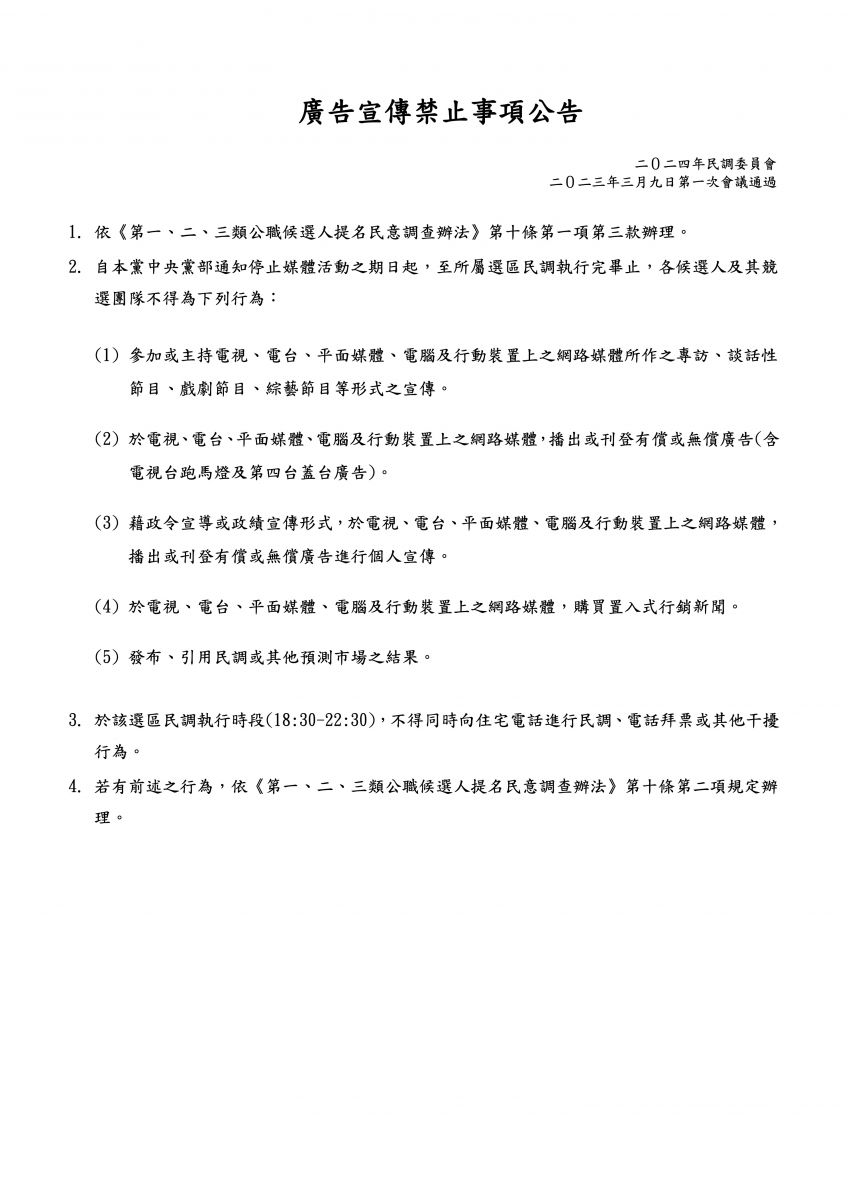 廣告宣傳禁止事項公告
二０二四年民調委員會
二０二三年三月九日第一次會議通過
1. 依《第一、二、三類公職候選人提名民意調查辦法》第十條第一項第三款辦理。
2. 自本黨中央黨部通知停止媒體活動之期日起，至所屬選區民調執行完畢止，各候選人及其競
選團隊不得為下列行為：
(1) 參加或主持電視、電台、平面媒體、電腦及行動裝置上之網路媒體所作之專訪、談話性
節目、戲劇節目、綜藝節目等形式之宣傳。
(2) 於電視、電台、平面媒體、電腦及行動裝置上之網路媒體，播出或刊登有償或無償廣告(含
電視台跑馬燈及第四台蓋台廣告)。
(3) 藉政令宣導或政績宣傳形式，於電視、電台、平面媒體、電腦及行動裝置上之網路媒體，
播出或刊登有償或無償廣告進行個人宣傳。
(4) 於電視、電台、平面媒體、電腦及行動裝置上之網路媒體，購買置入式行銷新聞。
(5) 發布、引用民調或其他預測市場之結果。
3. 於該選區民調執行時段(18:30-22:30)，不得同時向住宅電話進行民調、電話拜票或其他干擾
行為。
4. 若有前述之行為，依《第一、二、三類公職候選人提名民意調查辦法》第十條第二項規定辦
理。